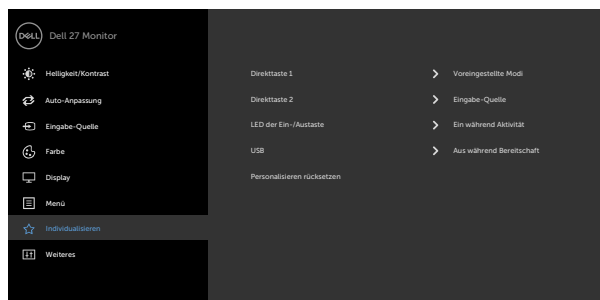 DELL
Dell 27 Monitor
Helligkeit/Kontrast
Auto-Anpassung
Eingabe-Quelle
Farbe
Display
Menü
Individualisieren
Weiteres
Direkttaste 1 Voreingestellte Modi
Direkttaste 2 Eingabe-Quelle
LED der Ein-/Austaste Ein während Aktivität
USB Aus während Bereitschaft
Personalisieren rücksetzen